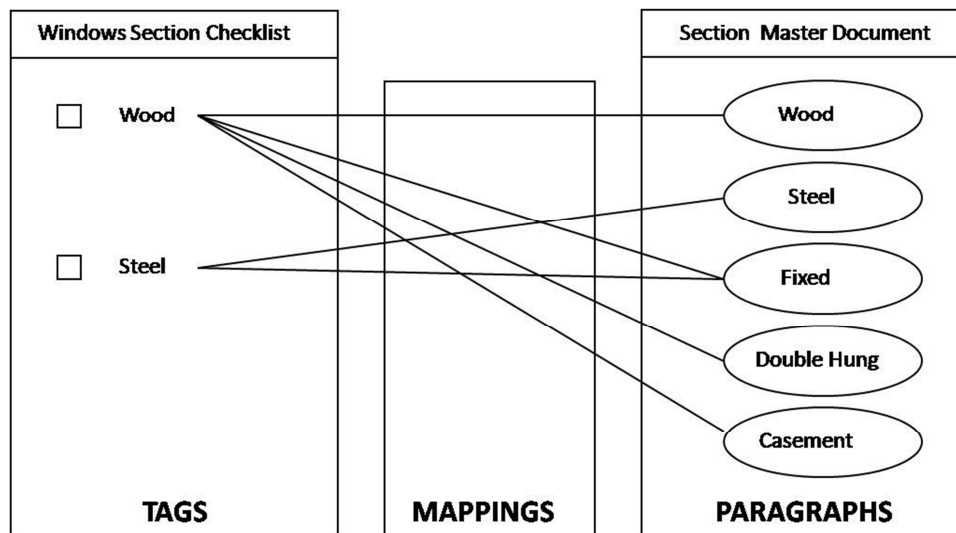 Windows Section Checklist
Wood
Steel
TAGS
MAPPINGS
Section Master Document
Wood
Steel
Fixed
Double Hung
Casement
PARAGRAPHS